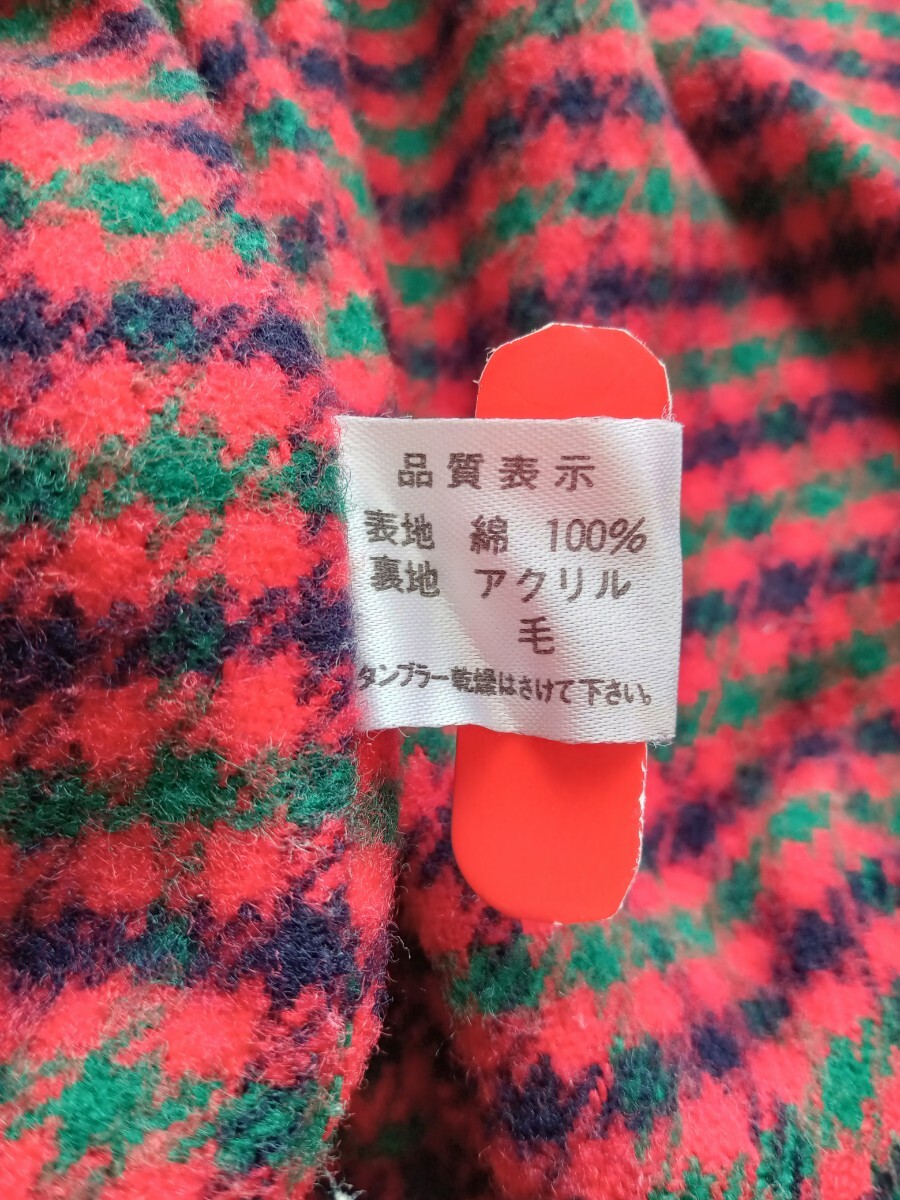 品質表示
表地 綿 100%
裏地 アクリル
毛
タンブラー乾燥はさけて下さい。